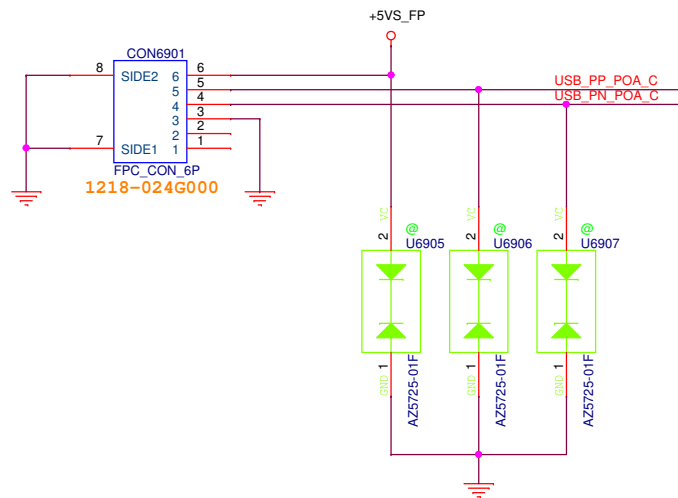 +5VS_FP
CON6901
8 SIDE2 6 6
5 5
4 4
3 3
2 2
7 SIDE1 1 1
FPC_CON_6P
1218-024G000
USB_PP_POA_C
USB_PN_POA_C
VC 2 @ U6905
VC 2 @ U6906
VC 2 @ U6907
GND 1 AZ5725-01F
GND 1 AZ5725-01F
GND 1 AZ5725-01F